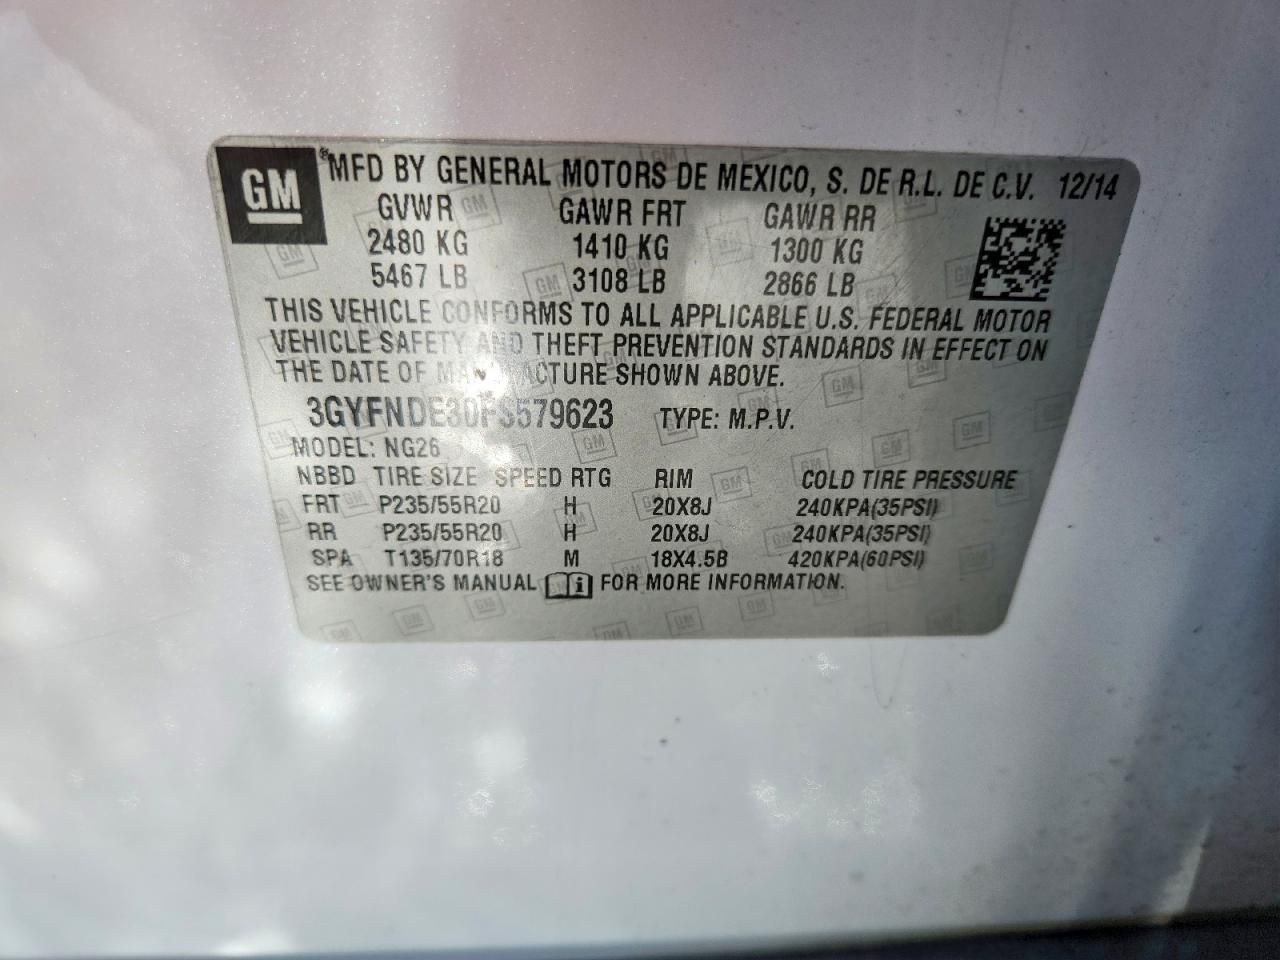 GM ® MFD BY GENERAL MOTORS DE MEXICO, S. DE R.L. DE C.V. 12/14
GVWR GAWR FRT GAWR RR
2480 KG 1410 KG 1300 KG
5467 LB 3108 LB 2866 LB
THIS VEHICLE CONFORMS TO ALL APPLICABLE U.S. FEDERAL MOTOR
VEHICLE SAFETY AND THEFT PREVENTION STANDARDS IN EFFECT ON
THE DATE OF MANUFACTURE SHOWN ABOVE.
3GYFNDE30FS579623 TYPE: M.P.V.
MODEL: NG26
NBBD TIRE SIZE SPEED RTG RIM COLD TIRE PRESSURE
FRT P235/55R20 H 20X8J 240KPA(35PSI)
RR P235/55R20 H 20X8J 240KPA(35PSI)
SPA T135/70R18 M 18X4.5B 420KPA(60PSI)
SEE OWNER'S MANUAL FOR MORE INFORMATION.